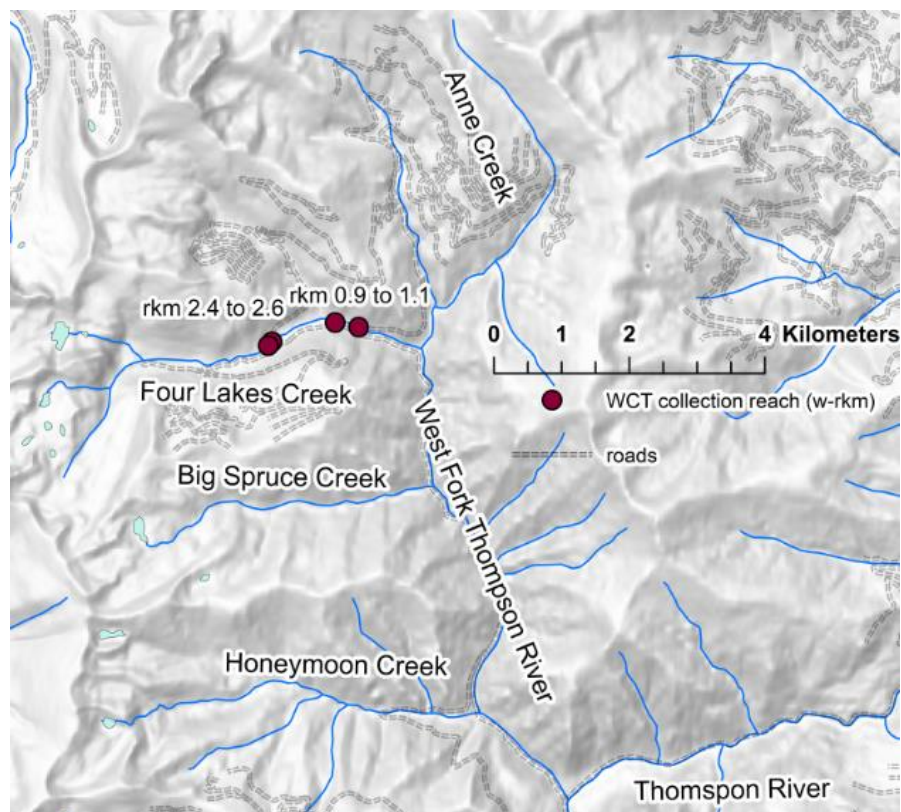 Anne Creek
rkm 2.4 to 2.6
rkm 0.9 to 1.1
0 1 2 4 Kilometers
Four Lakes Creek
WCT collection reach (w-rkm)
West Fork Thompson River
roads
Big Spruce Creek
Honeymoon Creek
Thomspon River